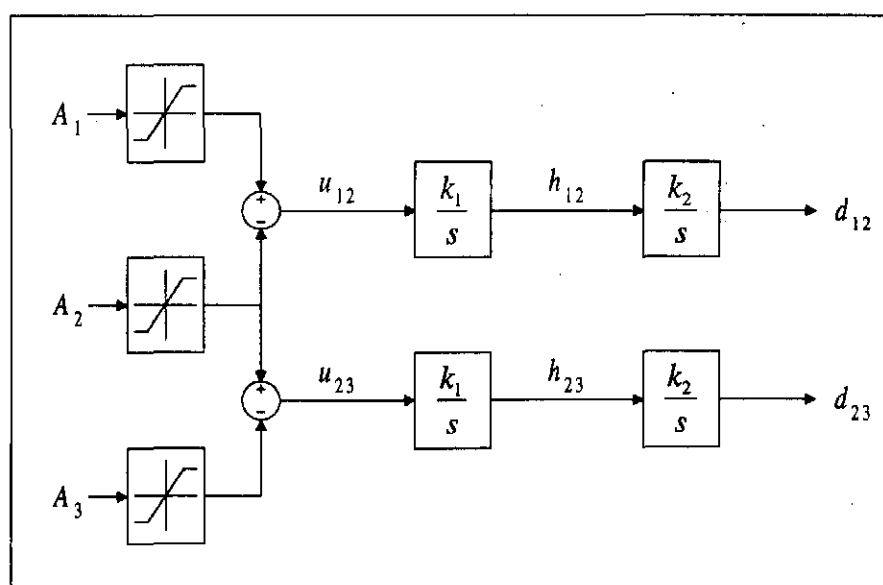 A₁
+
−
u₁₂
k₁
s
h₁₂
k₂
s
d₁₂
A₂
+
−
u₂₃
k₁
s
h₂₃
k₂
s
d₂₃
A₃